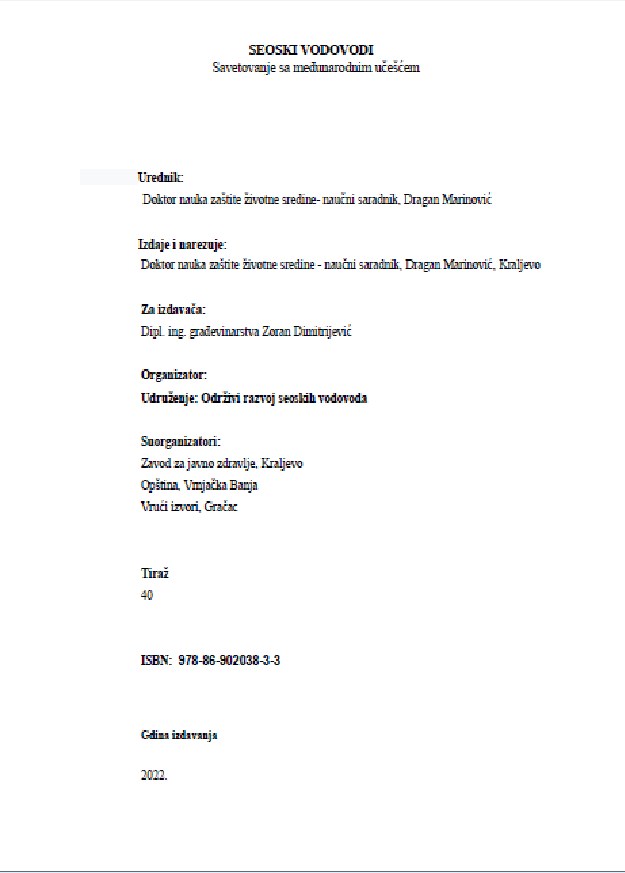 SEOSKI VODOVODI
Savetovanje sa međunarodnim učešćem
Urednik:
Doktor nauka zaštite životne sredine- naučni saradnik, Dragan Marinović
Izdaje i narezuje:
Doktor nauka zaštite životne sredine - naučni saradnik, Dragan Marinović, Kraljevo
Za izdavača:
Dipl. ing. građevinarstva Zoran Dimitrijević
Organizator:
Udruženje: Održivi razvoj seoskih vodovoda
Suorganizatori:
Zavod za javno zdravlje, Kraljevo
Opština, Vrnjačka Banja
Vrući izvori, Gračac
Tiraž
40
ISBN: 978-86-902038-3-3
Gdina izdavanja
2022.